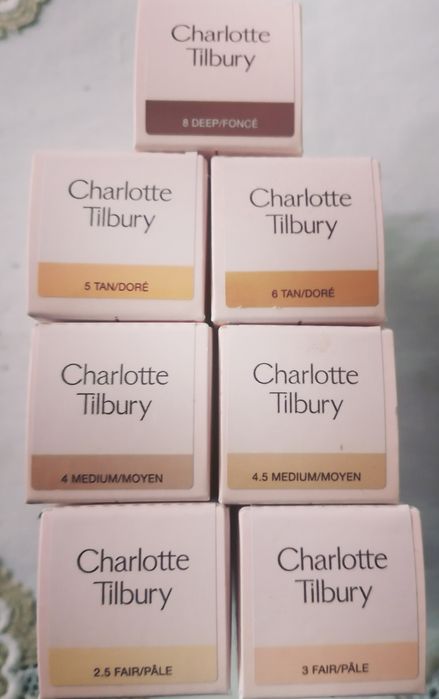 Charlotte
Tilbury
8 DEEP/FONCÉ
Charlotte
Tilbury
5 TAN/DORÉ
Charlotte
Tilbury
6 TAN/DORÉ
Charlotte
Tilbury
4 MEDIUM/MOYEN
Charlotte
Tilbury
4.5 MEDIUM/MOYEN
Charlotte
Tilbury
2.5 FAIR/PÂLE
Charlotte
Tilbury
3 FAIR/PÂLE